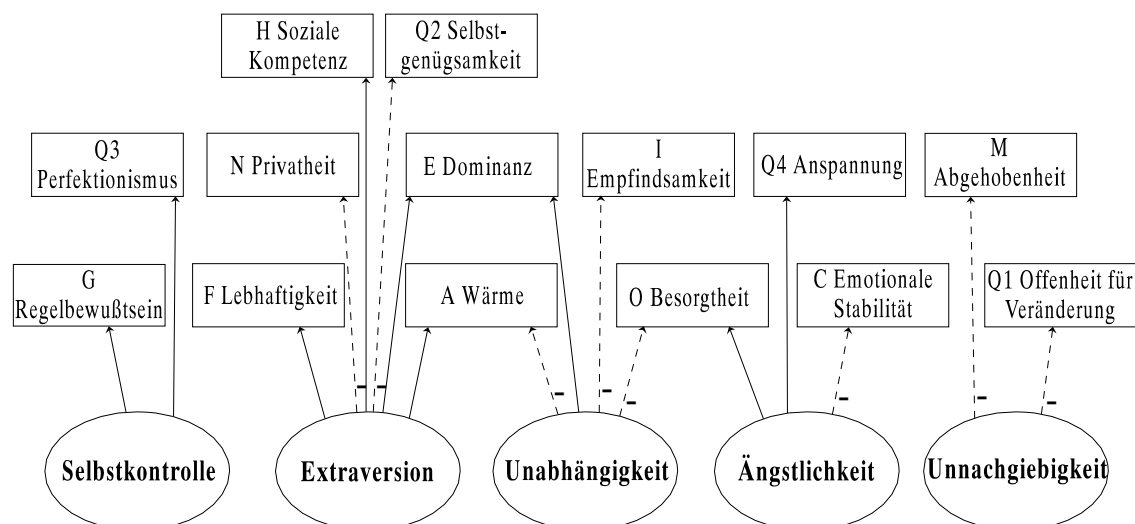 H Soziale
Kompetenz
Q2 Selbst-
genügsamkeit
Q3
Perfektionismus
N Privatheit
E Dominanz
I
Empfindsamkeit
Q4 Anspannung
M
Abgehobenheit
G
Regelbewußtsein
F Lebhaftigkeit
A Wärme
O Besorgtheit
C Emotionale
Stabilität
Q1 Offenheit für
Veränderung
- - - - - - - -
Selbstkontrolle
Extraversion
Unabhängigkeit
Ängstlichkeit
Unnachgiebigkeit